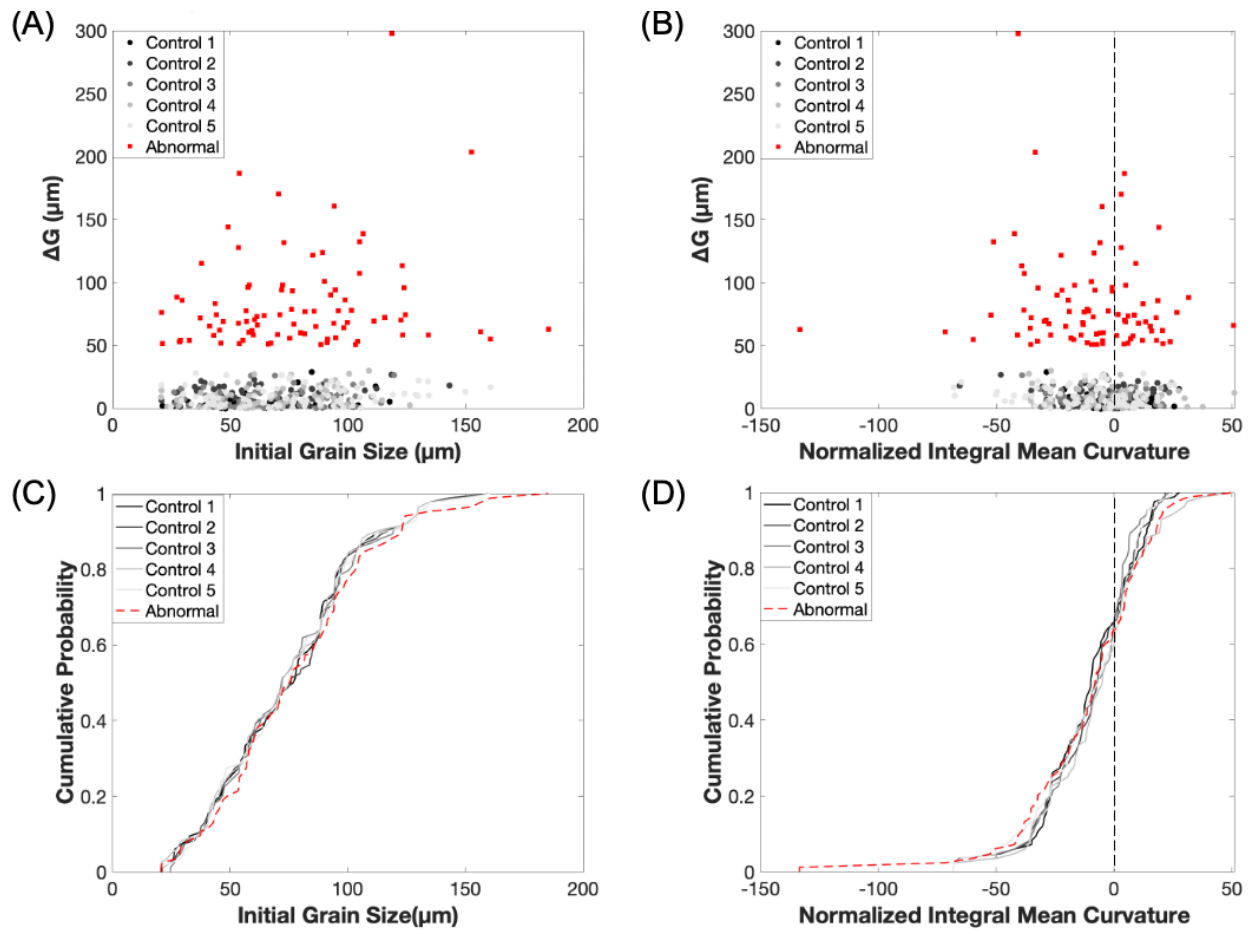 (A)
300
250
200
150
100
50
0
ΔG (μm)
Control 1
Control 2
Control 3
Control 4
Control 5
Abnormal
0 50 100 150 200
Initial Grain Size (μm)
(B)
300
250
200
150
100
50
0
ΔG (μm)
Control 1
Control 2
Control 3
Control 4
Control 5
Abnormal
-150 -100 -50 0 50
Normalized Integral Mean Curvature
(C)
1
0.8
0.6
0.4
0.2
0
Cumulative Probability
Control 1
Control 2
Control 3
Control 4
Control 5
Abnormal
0 50 100 150 200
Initial Grain Size(μm)
(D)
1
0.8
0.6
0.4
0.2
0
Cumulative Probability
Control 1
Control 2
Control 3
Control 4
Control 5
Abnormal
-150 -100 -50 0 50
Normalized Integral Mean Curvature